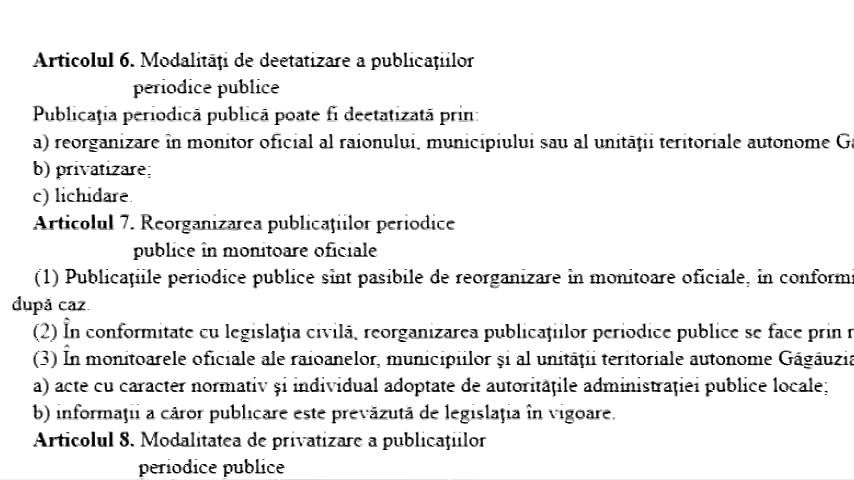 Articolul 6. Modalităţi de deetatizare a publicaţiilor
periodice publice
Publicaţia periodică publică poate fi deetatizată prin:
a) reorganizare în monitor oficial al raionului, municipiului sau al unităţii teritoriale autonome
b) privatizare;
c) lichidare.
Articolul 7. Reorganizarea publicaţiilor periodice
publice în monitoare oficiale
(1) Publicaţiile periodice publice sînt pasibile de reorganizare în monitoare oficiale, în
după caz.
(2) În conformitate cu legislaţia civilă, reorganizarea publicaţiilor periodice publice se face prin
(3) În monitoarele oficiale ale raioanelor, municipiilor şi al unităţii teritoriale autonome
a) acte cu caracter normativ şi individual adoptate de autorităţile administraţiei publice locale;
b) informaţii a căror publicare este prevăzută de legislaţia în vigoare.
Articolul 8. Modalitatea de privatizare a publicaţiilor
periodice publice